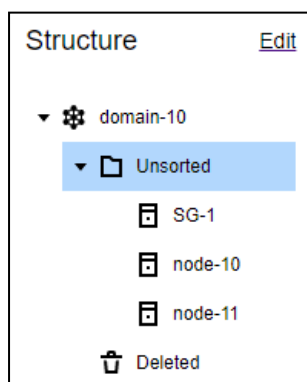 Structure Edit
domain-10
Unsorted
SG-1
node-10
node-11
Deleted